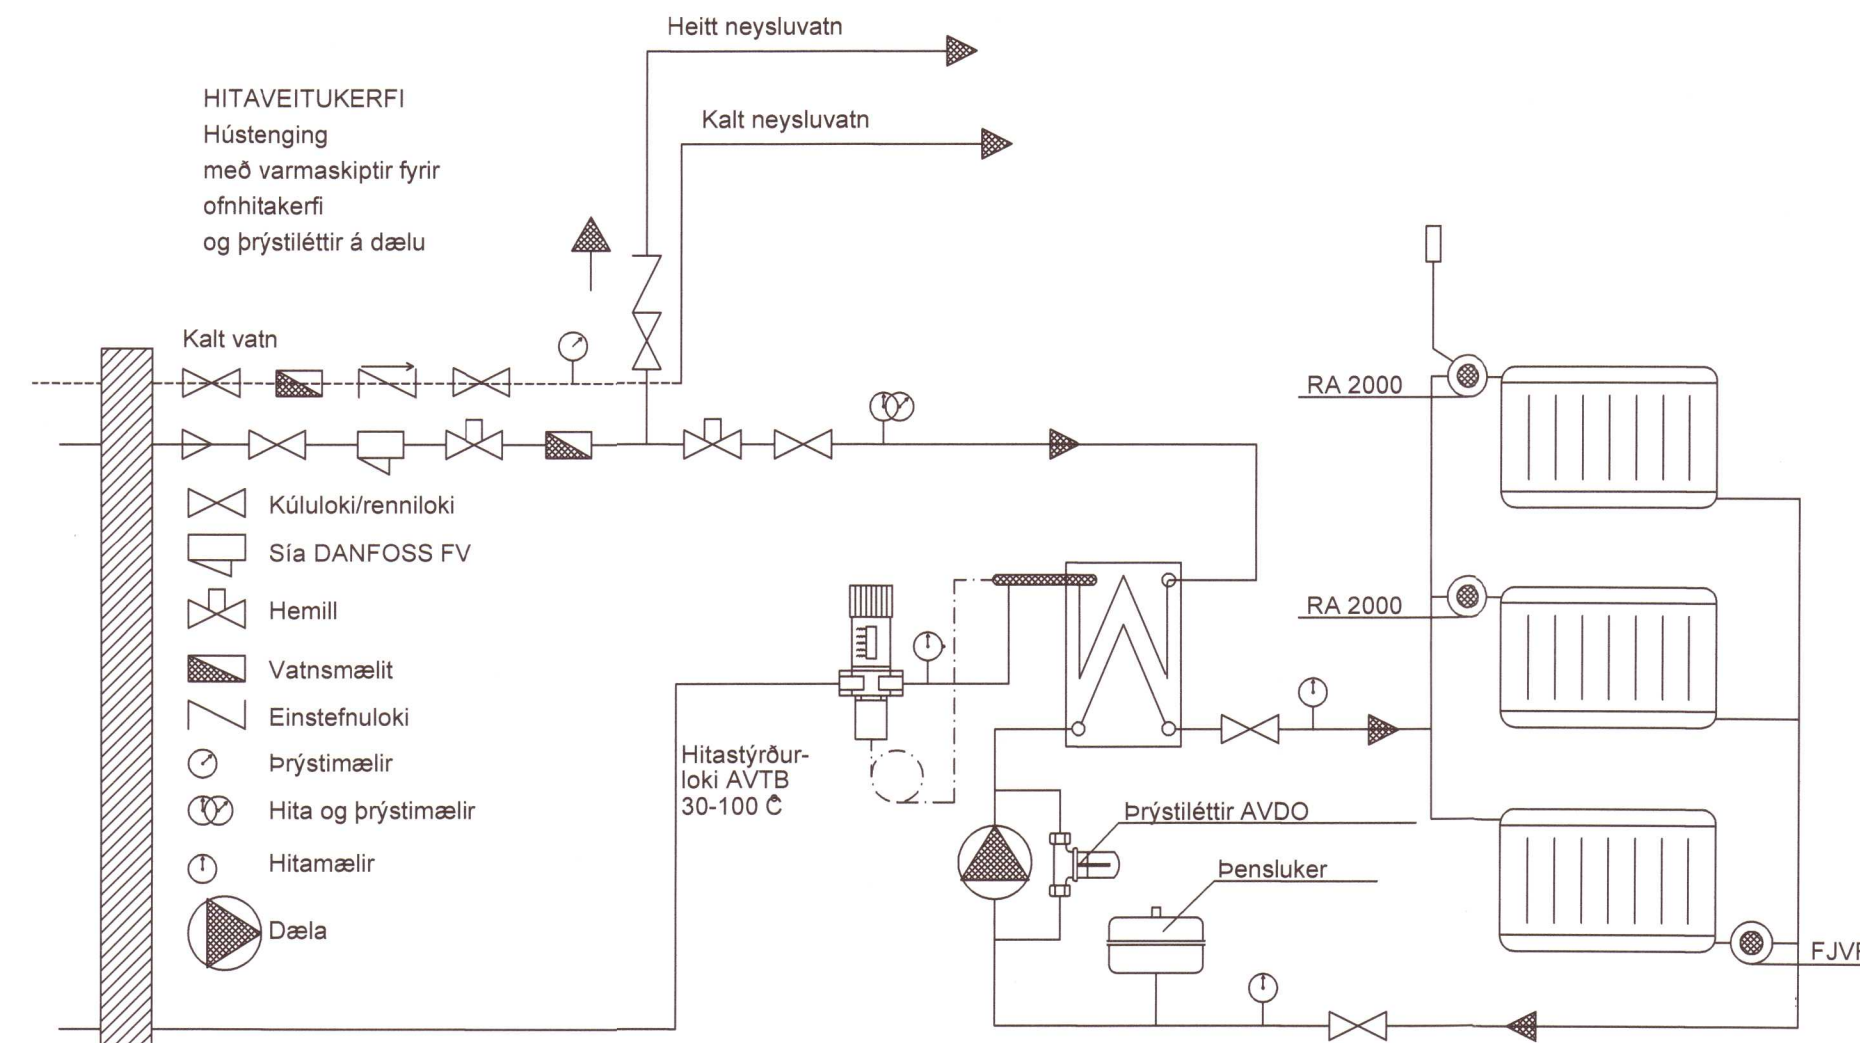 Heitt neysluvatn
Kalt neysluvatn
HITAVEITUKERFI
Hústenging
með varmaskiptir fyrir
ofnhitakerfi
og þrýstiléttir á dælu
Kalt vatn
RA 2000
Kúluloki/renniloki
Sía DANFOSS FV
Hemill
RA 2000
Vatnsmælit
Einstefnuloki
Þrýstimælir
Hita og þrýstimælir
Hitamælir
Dæla
Hitastýrður-
loki AVTB
30-100 °C
Þrýstiléttir AVDO
Þensluker